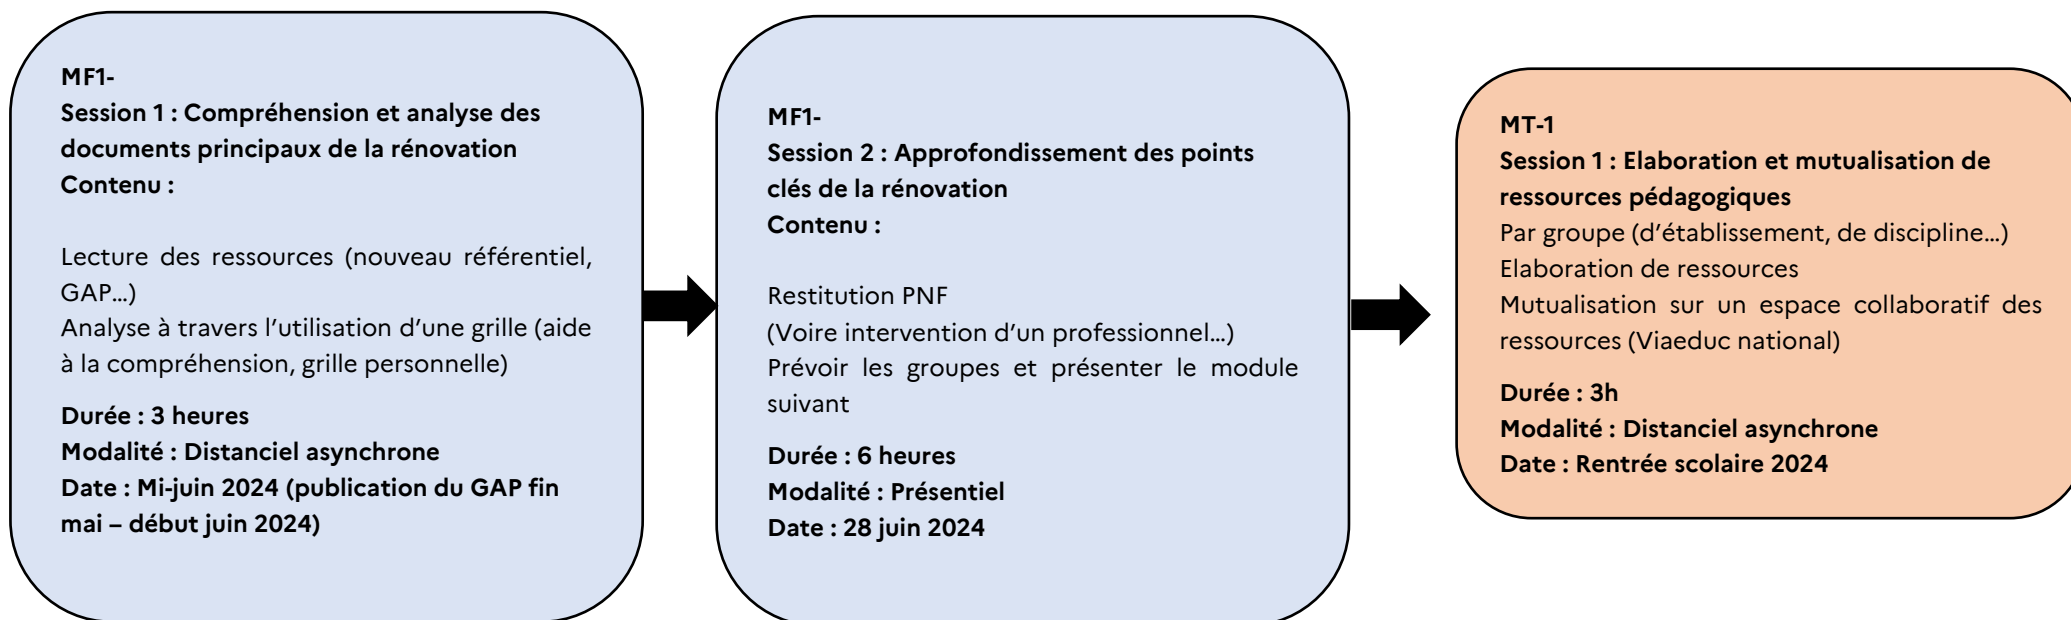 MF1-
Session 1 : Compréhension et analyse des
documents principaux de la rénovation
Contenu :
Lecture des ressources (nouveau référentiel,
GAP…)
Analyse à travers l’utilisation d’une grille (aide
à la compréhension, grille personnelle)
Durée : 3 heures
Modalité : Distanciel asynchrone
Date : Mi-juin 2024 (publication du GAP fin
mai – début juin 2024)
MF1-
Session 2 : Approfondissement des points
clés de la rénovation
Contenu :
Restitution PNF
(Voire intervention d’un professionnel…)
Prévoir les groupes et présenter le module
suivant
Durée : 6 heures
Modalité : Présentiel
Date : 28 juin 2024
MT-1
Session 1 : Elaboration et mutualisation de
ressources pédagogiques
Par groupe (d’établissement, de discipline…)
Elaboration de ressources
Mutualisation sur un espace collaboratif des
ressources (Viaeduc national)
Durée : 3h
Modalité : Distanciel asynchrone
Date : Rentrée scolaire 2024